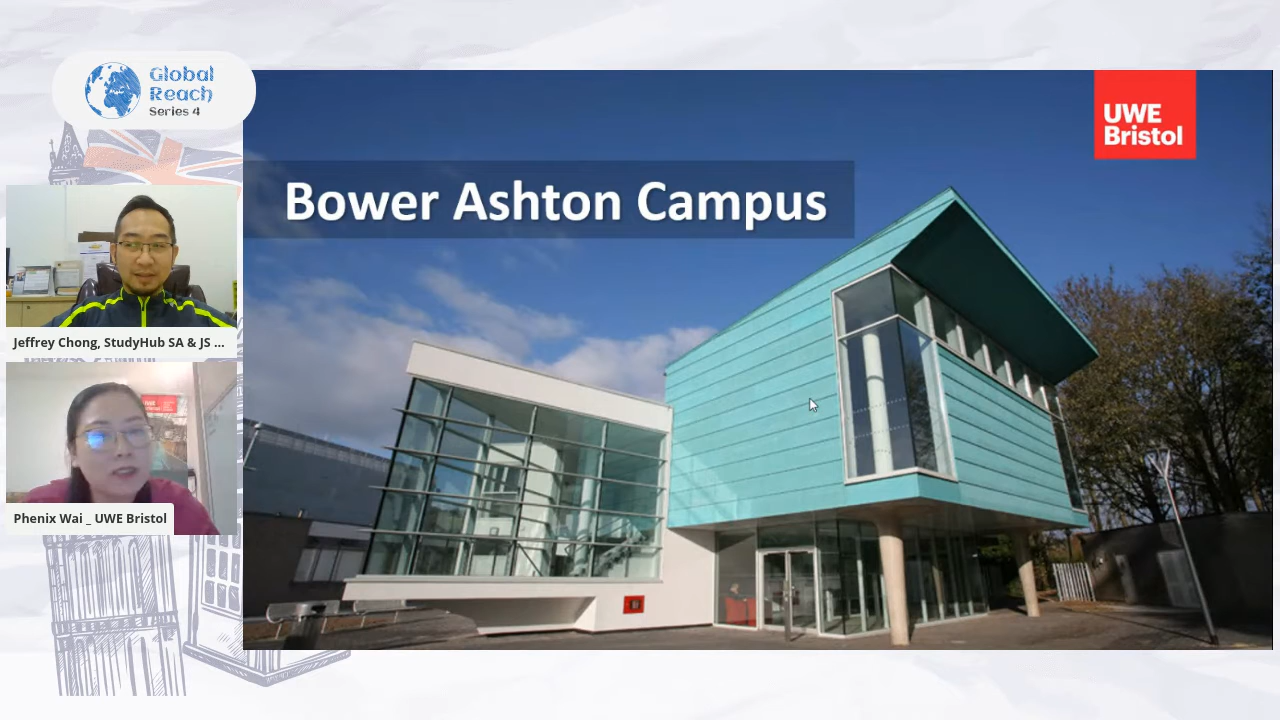 Global
Reach
Series 4
UWE
Bristol
Bower Ashton Campus
Jeffrey Chong, StudyHub SA & JS ...
Phenix Wai _ UWE Bristol